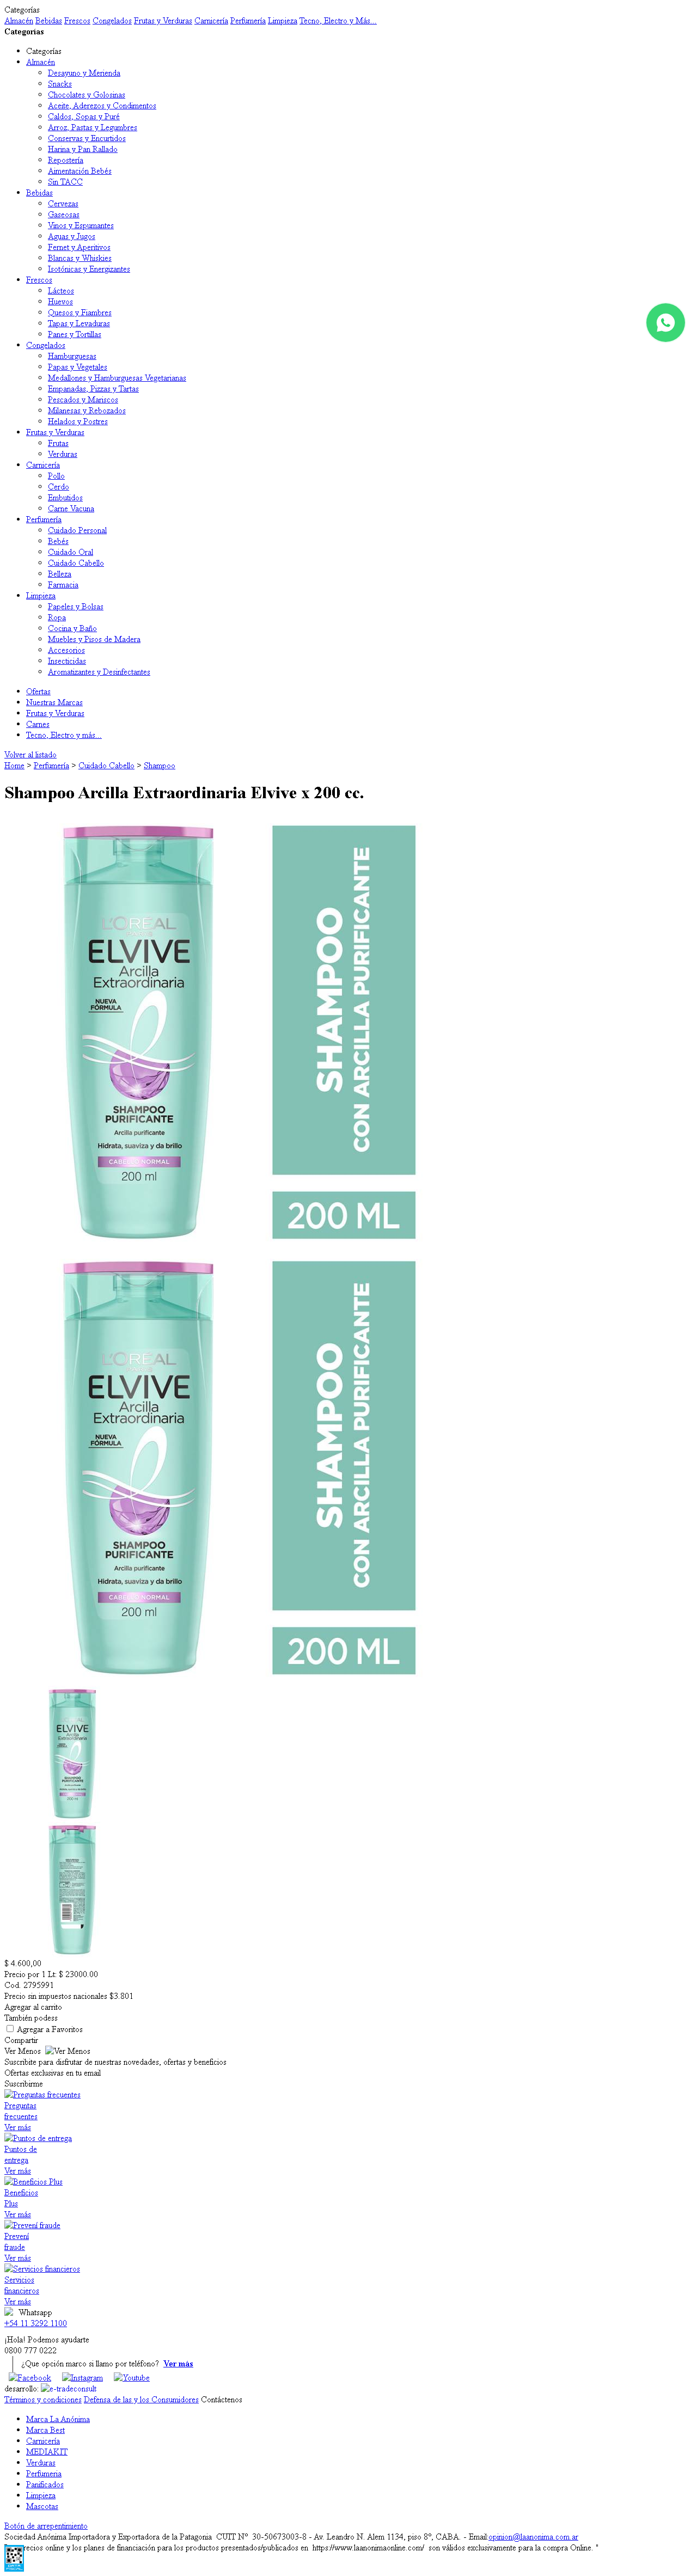 Categorías
Almacén Bebidas Frescos Congelados Frutas y Verduras Carnicería Perfumería Limpieza Tecno, Electro y Más...
Categorias
Categorías
Almacén
Desayuno y Merienda
Snacks
Chocolates y Golosinas
Aceite, Aderezos y Condimentos
Caldos, Sopas y Puré
Arroz, Pastas y Legumbres
Conservas y Encurtidos
Harina y Pan Rallado
Repostería
Aimentación Bebés
Sin TACC
Bebidas
Cervezas
Gaseosas
Vinos y Espumantes
Aguas y Jugos
Fernet y Aperitivos
Blancas y Whiskies
Isotónicas y Energizantes
Frescos
Lácteos
Huevos
Quesos y Fiambres
Tapas y Levaduras
Panes y Tortillas
Congelados
Hamburguesas
Papas y Vegetales
Medallones y Hamburguesas Vegetarianas
Empanadas, Pizzas y Tartas
Pescados y Mariscos
Milanesas y Rebozados
Helados y Postres
Frutas y Verduras
Frutas
Verduras
Carnicería
Pollo
Cerdo
Embutidos
Carne Vacuna
Perfumería
Cuidado Personal
Bebés
Cuidado Oral
Cuidado Cabello
Belleza
Farmacia
Limpieza
Papeles y Bolsas
Ropa
Cocina y Baño
Muebles y Pisos de Madera
Accesorios
Insecticidas
Aromatizantes y Desinfectantes
Ofertas
Nuestras Marcas
Frutas y Verduras
Carnes
Tecno, Electro y más...
Volver al listado
Home > Perfumería > Cuidado Cabello > Shampoo
Shampoo Arcilla Extraordinaria Elvive x 200 cc.
L'ORÉAL
ELVIVE
Arcilla
Extraordinaria
NUEVA
FÓRMULA
SHAMPOO
PURIFICANTE
Arcilla purificante
Hidrata, suaviza y da brillo
CABELLO NORMAL
200 ml
SHAMPOO
CON ARCILLA PURIFICANTE
200 ML
L'ORÉAL
ELVIVE
Arcilla
Extraordinaria
NUEVA
FÓRMULA
SHAMPOO
PURIFICANTE
Arcilla purificante
Hidrata, suaviza y da brillo
CABELLO NORMAL
200 ml
SHAMPOO
CON ARCILLA PURIFICANTE
200 ML
ELVIVE
Arcilla
Extraordinaria
SHAMPOO
PURIFICANTE
$ 4.600,00
Precio por 1 Lt: $ 23000.00
Cod. 2795991
Precio sin impuestos nacionales $3.801
Agregar al carrito
También podess
Agregar a Favoritos
Compartir
Ver Menos Ver Menos
Suscribite para disfrutar de nuestras novedades, ofertas y beneficios
Ofertas exclusivas en tu email
Suscribirme
Preguntas frecuentes
Preguntas
frecuentes
Ver más
Puntos de entrega
Puntos de
entrega
Ver más
Beneficios Plus
Beneficios
Plus
Ver más
Prevení fraude
Prevení
fraude
Ver más
Servicios financieros
Servicios
financieros
Ver más
Whatsapp
+54 11 3292 1100
¡Hola! Podemos ayudarte
0800 777 0222
¿Que opción marco si llamo por teléfono? Ver más
Facebook Instagram Youtube
desarrollo: e-tradeconsult
Términos y condiciones Defensa de las y los Consumidores Contáctenos
Marca La Anónima
Marca Best
Carnicería
MEDIAKIT
Verduras
Perfumeria
Panificados
Limpieza
Mascotas
Botón de arrepentimiento
Sociedad Anónima Importadora y Exportadora de la Patagonia CUIT Nº 30-50673003-8 - Av. Leandro N. Alem 1134, piso 8º, CABA. - Email:opinion@laanonima.com.ar
precios online y los planes de financiación para los productos presentados/publicados en https://www.laanonimaonline.com/ son válidos exclusivamente para la compra Online. "